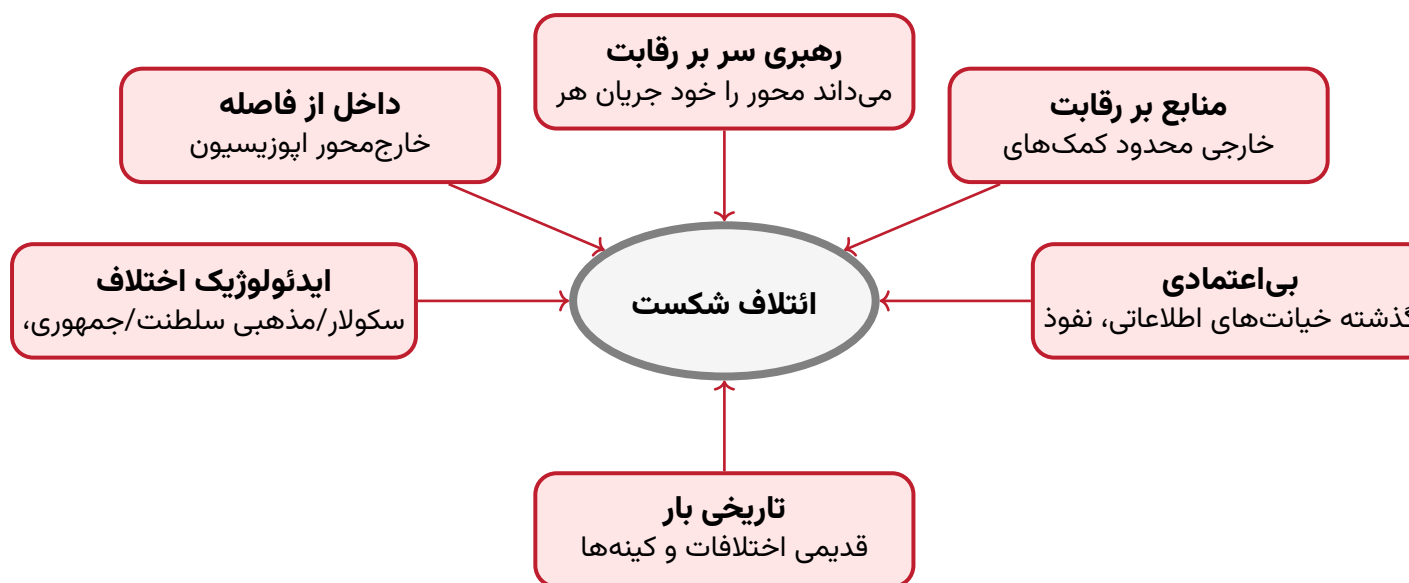 رهبری سر بر رقابت
می‌داند محور را خود جریان هر
منابع بر رقابت
خارجی محدود کمک‌های
داخل از فاصله
خارج‌محور اپوزیسیون
بی‌اعتمادی
گذشته خیانت‌های اطلاعاتی، نفوذ
ائتلاف شکست
ایدئولوژیک اختلاف
سکولار/مذهبی سلطنت/جمهوری،
تاریخی بار
قدیمی اختلافات و کینه‌ها